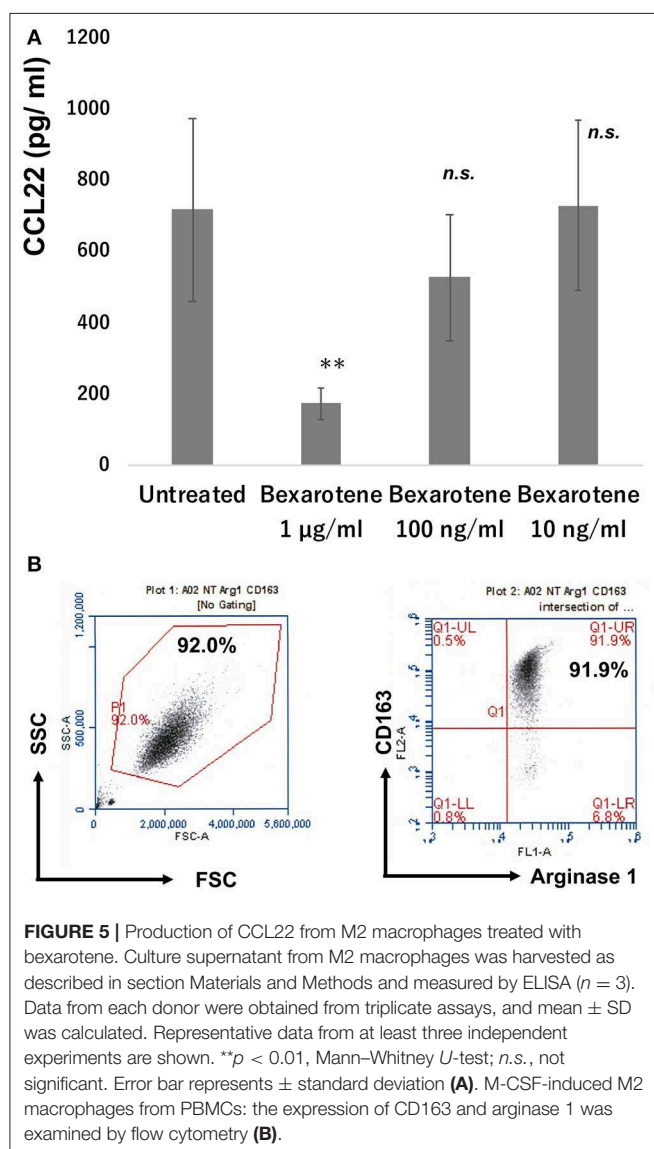 A
1200
1000
800
600
400
200
0
CCL22 (pg/ ml)
**
n.s.
n.s.
Untreated Bexarotene Bexarotene Bexarotene
1 µg/ml 100 ng/ml 10 ng/ml
B
Plot 1: A02 NT Arg1 CD163
[No Gating]
1,200,000
500,000
0
SSC
SSC-A
92.0%
P1
92.0%
0 2,000,000 4,000,000 5,600,000
FSC-A
FSC
Plot 2: A02 NT Arg1 CD163
intersection of ...
CD163
FL2-A
Q1-UL
0.5%
Q1-UR
91.9%
91.9%
Q1
Q1-LL
0.8%
Q1-LR
6.8%
FL1-A
Arginase 1
FIGURE 5 | Production of CCL22 from M2 macrophages treated with
bexarotene. Culture supernatant from M2 macrophages was harvested as
described in section Materials and Methods and measured by ELISA (n = 3).
Data from each donor were obtained from triplicate assays, and mean ± SD
was calculated. Representative data from at least three independent
experiments are shown. **p < 0.01, Mann–Whitney U-test; n.s., not
significant. Error bar represents ± standard deviation (A). M-CSF-induced M2
macrophages from PBMCs: the expression of CD163 and arginase 1 was
examined by flow cytometry (B).